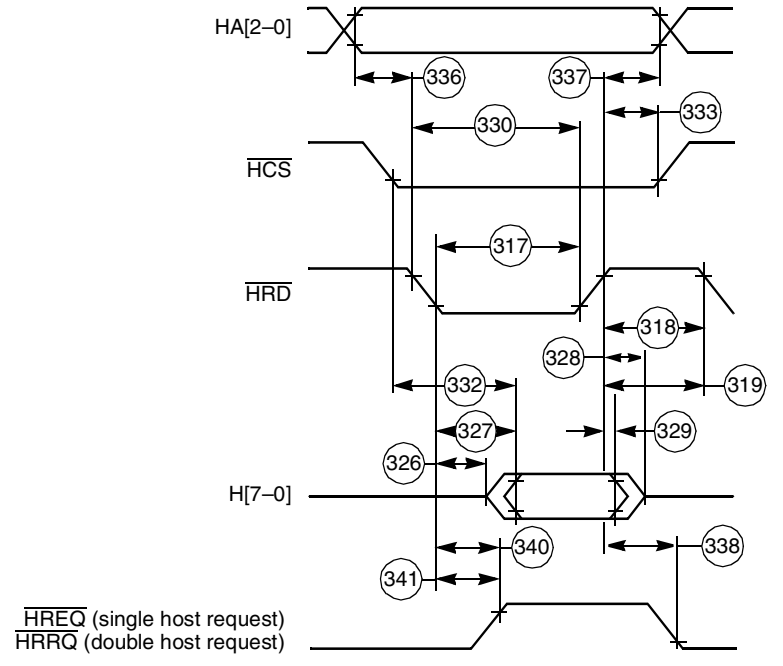 HA[2–0]
336
337
333
330
HCS
317
HRD
318
328
332
319
327
329
326
H[7–0]
340
338
341
HREQ (single host request)
HRRQ (double host request)